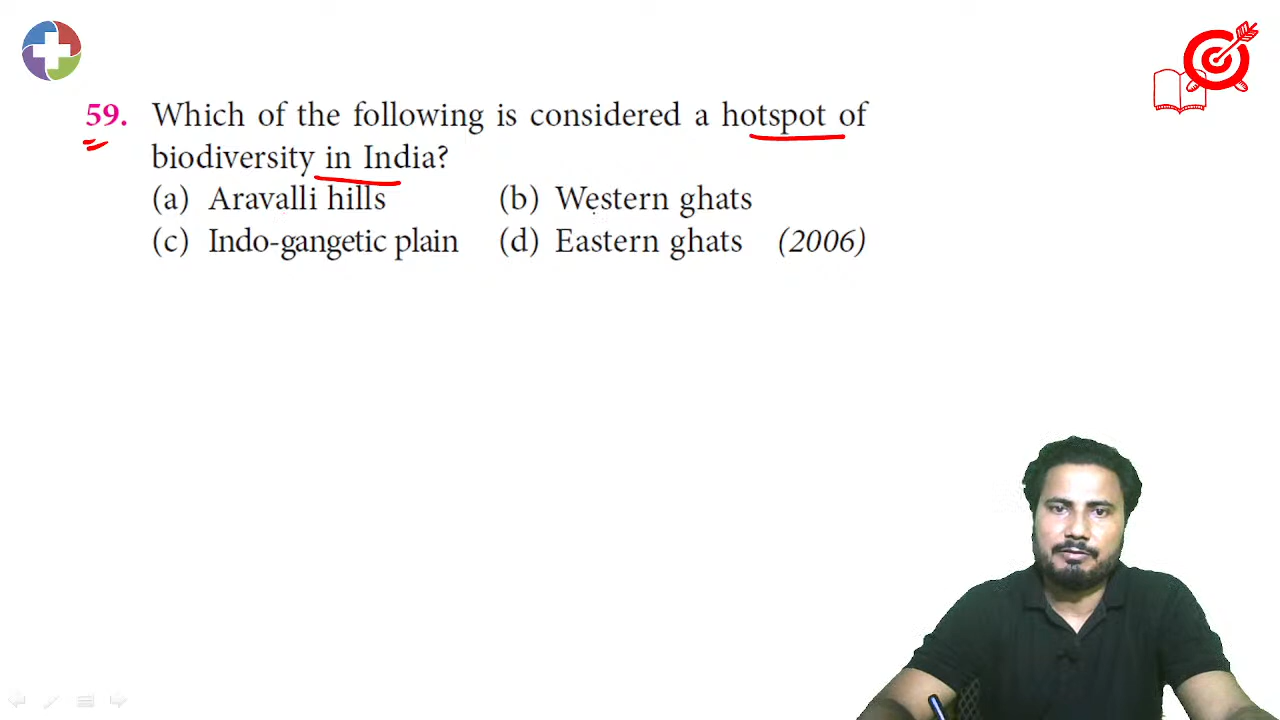 59. Which of the following is considered a hotspot of
biodiversity in India?
(a) Aravalli hills (b) Western ghats
(c) Indo-gangetic plain (d) Eastern ghats (2006)